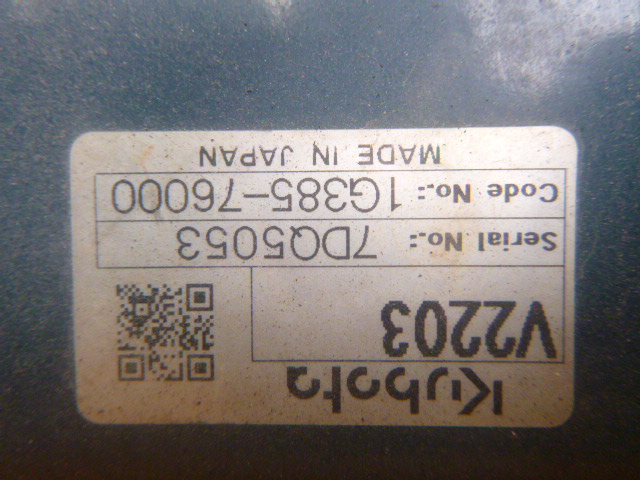 Kubota
V2203
Serial No.: 7DQ5053
Code No.: 1G385-76000
MADE IN JAPAN